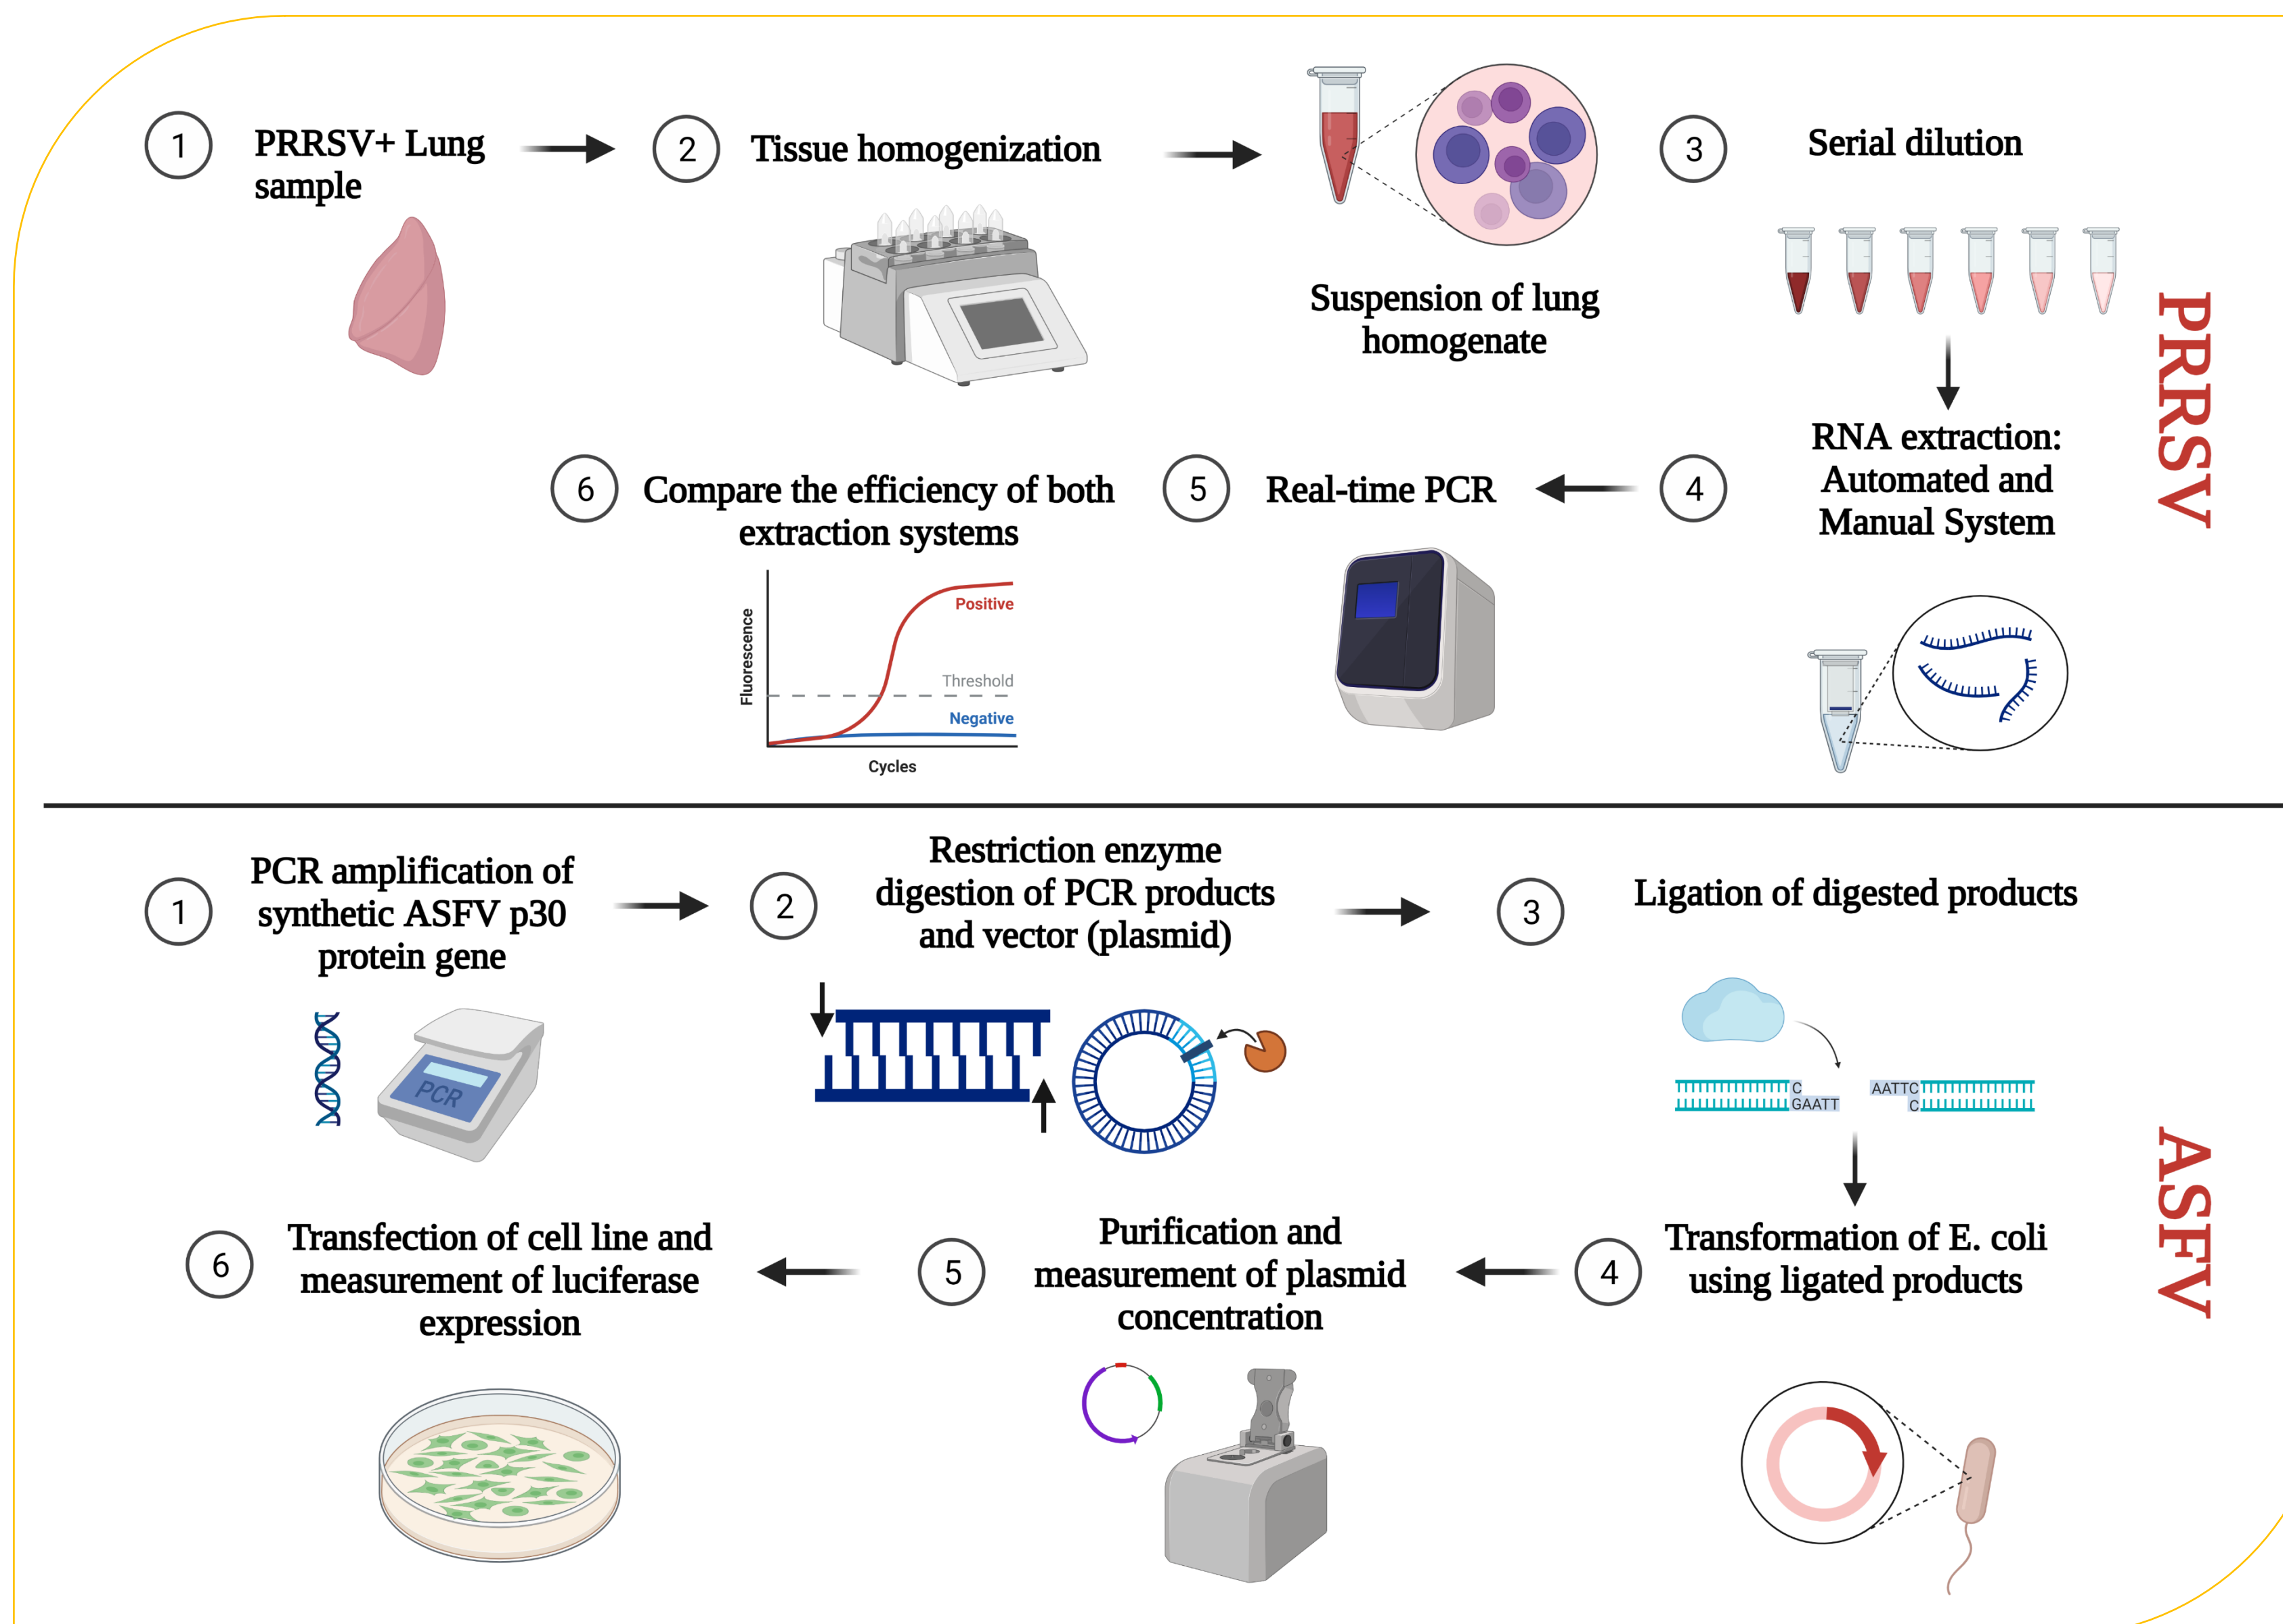 1
PRRSV+ Lung
sample
2
Tissue homogenization
Suspension of lung
homogenate
3
Serial dilution
PRRSV
4
RNA extraction:
Automated and
Manual System
5
Real-time PCR
6
Compare the efficiency of both
extraction systems
Fluorescence
Positive
Threshold
Negative
Cycles
1
PCR amplification of
synthetic ASFV p30
protein gene
PCR
2
Restriction enzyme
digestion of PCR products
and vector (plasmid)
3
Ligation of digested products
C
GAATT
AATTC
C
ASFV
4
Transformation of E. coli
using ligated products
5
Purification and
measurement of plasmid
concentration
6
Transfection of cell line and
measurement of luciferase
expression